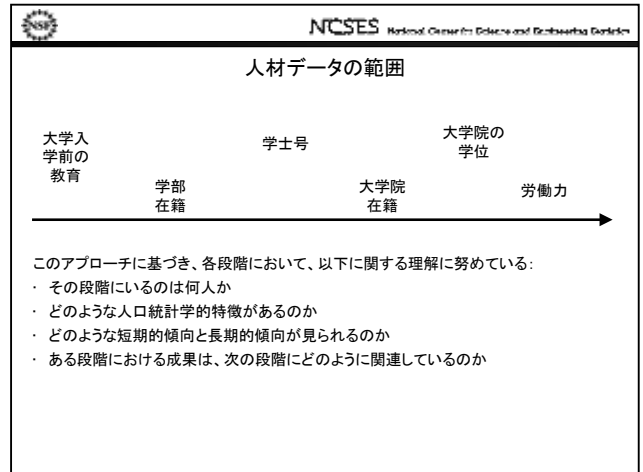 NSF
NCSES National Center for Science and Engineering Statistics
人材データの範囲
大学入
学前の
教育
学部
在籍
学士号
大学院
在籍
大学院の
学位
労働力
このアプローチに基づき、各段階において、以下に関する理解に努めている:
· その段階にいるのは何人か
· どのような人口統計学的特徴があるのか
· どのような短期的傾向と長期的傾向が見られるのか
· ある段階における成果は、次の段階にどのように関連しているのか